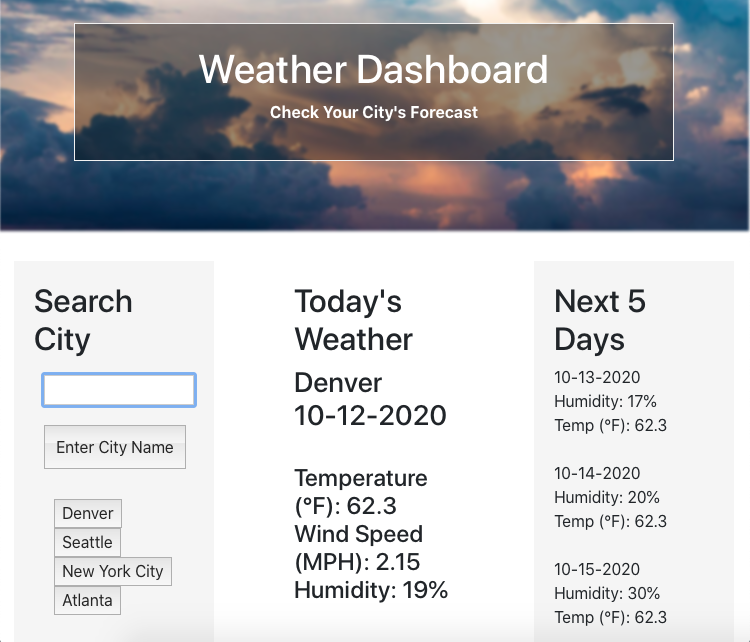 Weather Dashboard
Check Your City's Forecast
Search
City
Enter City Name
Denver
Seattle
New York City
Atlanta
Today's
Weather
Denver
10-12-2020
Temperature
(°F): 62.3
Wind Speed
(MPH): 2.15
Humidity: 19%
Next 5
Days
10-13-2020
Humidity: 17%
Temp (°F): 62.3
10-14-2020
Humidity: 20%
Temp (°F): 62.3
10-15-2020
Humidity: 30%
Temp (°F): 62.3